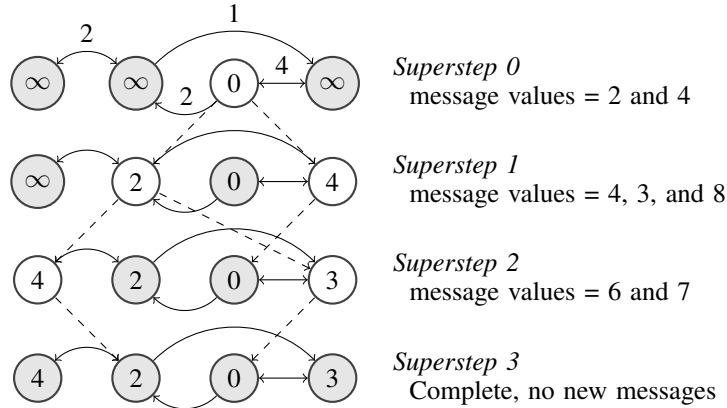 1
2
4
∞ ∞ 0 ∞
2
Superstep 0
message values = 2 and 4
∞ 2 0 4
Superstep 1
message values = 4, 3, and 8
4 2 0 3
Superstep 2
message values = 6 and 7
4 2 0 3
Superstep 3
Complete, no new messages